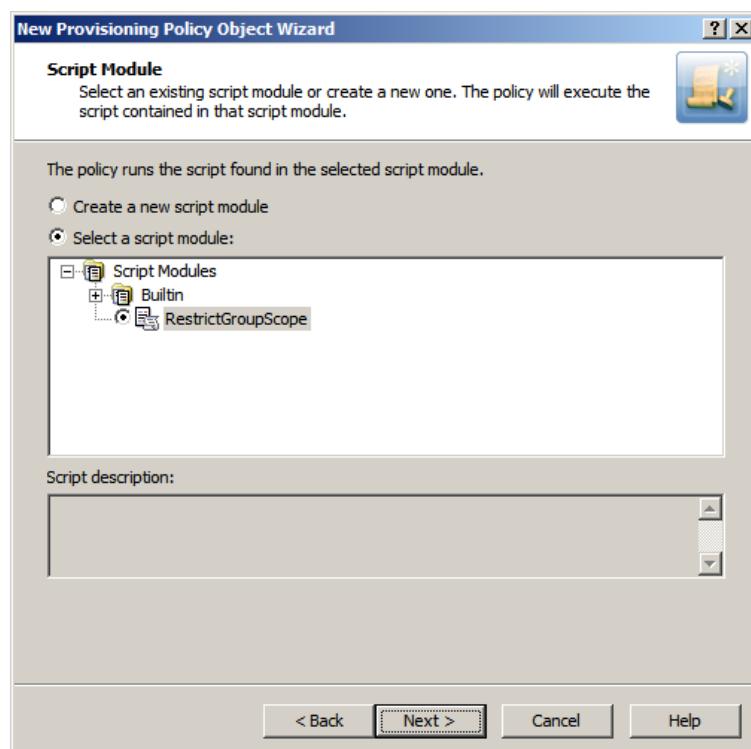 New Provisioning Policy Object Wizard
Script Module
Select an existing script module or create a new one. The policy will execute the
script contained in that script module.
The policy runs the script found in the selected script module.
Create a new script module
Select a script module:
Script Modules
Builtin
RestrictGroupScope
Script description:
< Back Next > Cancel Help